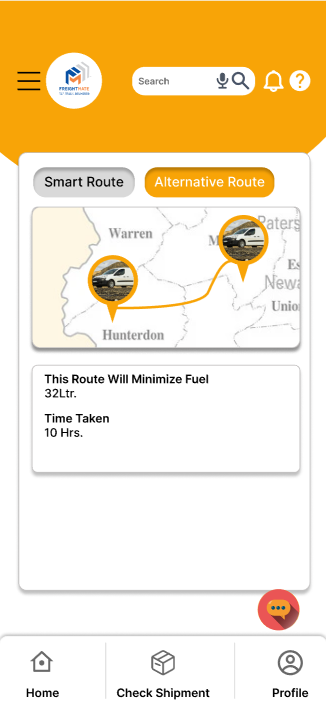 FREIGHTMATE
Search
?
Smart Route
Alternative Route
Warren
M
Paters
Es
Newa
Unio
Hunterdon
This Route Will Minimize Fuel
32Ltr.
Time Taken
10 Hrs.
Home
Check Shipment
Profile